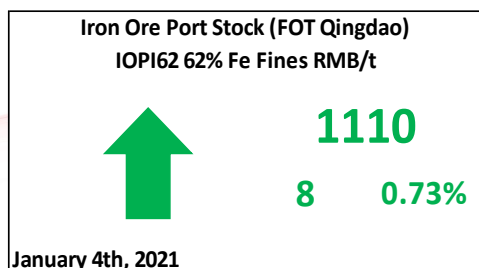 Iron Ore Port Stock (FOT Qingdao)
IOPI62 62% Fe Fines RMB/t
1110
8 0.73%
January 4th, 2021